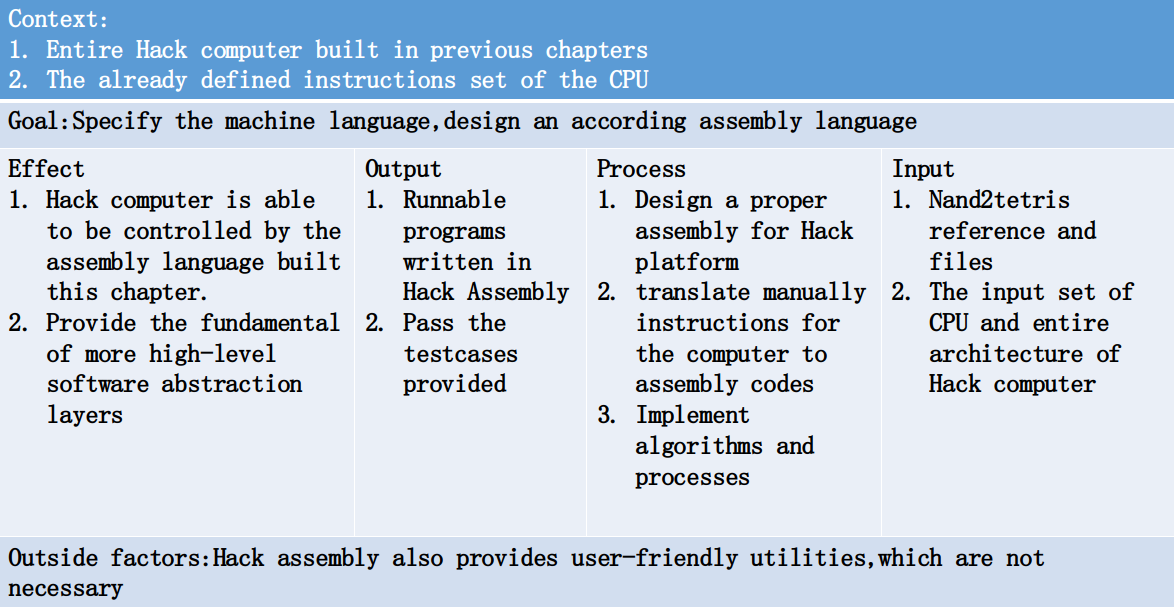 Context:
1. Entire Hack computer built in previous chapters
2. The already defined instructions set of the CPU
Goal:Specify the machine language,design an according assembly language
Effect
1. Hack computer is able
to be controlled by the
assembly language built
this chapter.
2. Provide the fundamental
of more high-level
software abstraction
layers
Output
1. Runnable
programs
written in
Hack Assembly
2. Pass the
testcases
provided
Process
1. Design a proper
assembly for Hack
platform
2. translate manually
instructions for
the computer to
assembly codes
3. Implement
algorithms and
processes
Input
1. Nand2tetris
reference and
files
2. The input set of
CPU and entire
architecture of
Hack computer
Outside factors:Hack assembly also provides user-friendly utilities,which are not
necessary